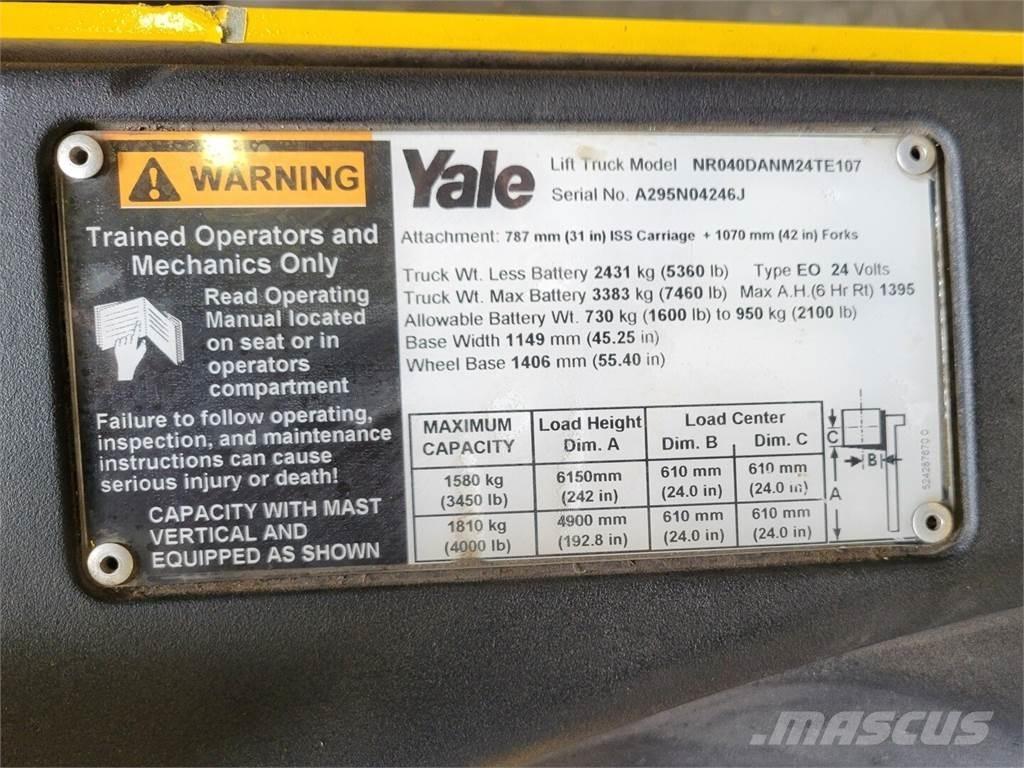 WARNING
Trained Operators and
Mechanics Only
Read Operating
Manual located
on seat or in
operators
compartment
Failure to follow operating,
inspection, and maintenance
instructions can cause
serious injury or death!
CAPACITY WITH MAST
VERTICAL AND
EQUIPPED AS SHOWN
Yale
Lift Truck Model NR040DANM24TE107
Serial No. A295N04246J
Attachment: 787 mm (31 in) ISS Carriage + 1070 mm (42 in) Forks
Truck Wt. Less Battery 2431 kg (5360 lb) Type EO 24 Volts
Truck Wt. Max Battery 3383 kg (7460 lb) Max A.H.(6 Hr Rt) 1395
Allowable Battery Wt. 730 kg (1600 lb) to 950 kg (2100 lb)
Base Width 1149 mm (45.25 in)
Wheel Base 1406 mm (55.40 in)
MAXIMUM Load Height Load Center
CAPACITY Dim. A Dim. B Dim. C
1580 kg 6150mm 610 mm 610 mm
(3450 lb) (242 in) (24.0 in) (24.0 in)
1810 kg 4900 mm 610 mm 610 mm
(4000 lb) (192.8 in) (24.0 in) (24.0 in)
C
B
A
524287670 0
MASCUS